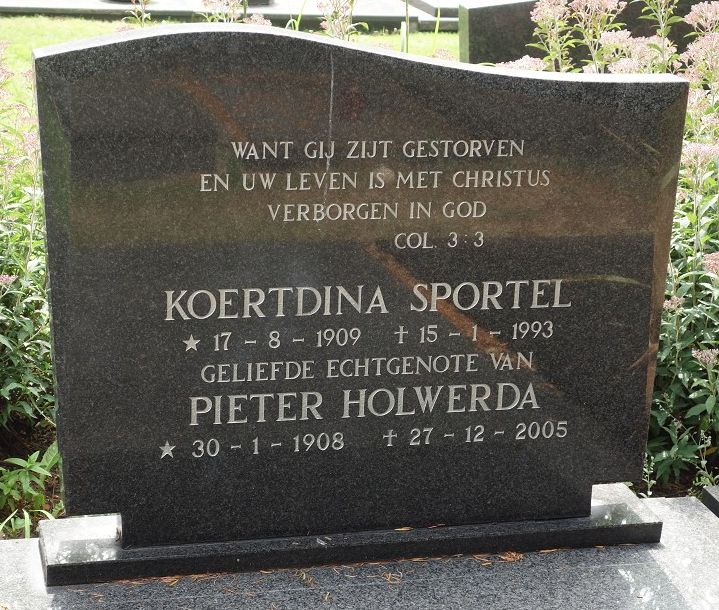 WANT GIJ ZIJT GESTORVEN
EN UW LEVEN IS MET CHRISTUS
VERBORGEN IN GOD
COL. 3:3
KOERTDINA SPORTEL
★ 17 - 8 - 1909 † 15 - 1 - 1993
GELIEFDE ECHTGENOTE VAN
PIETER HOLWERDA
★ 30 - 1 - 1908 † 27 - 12 - 2005